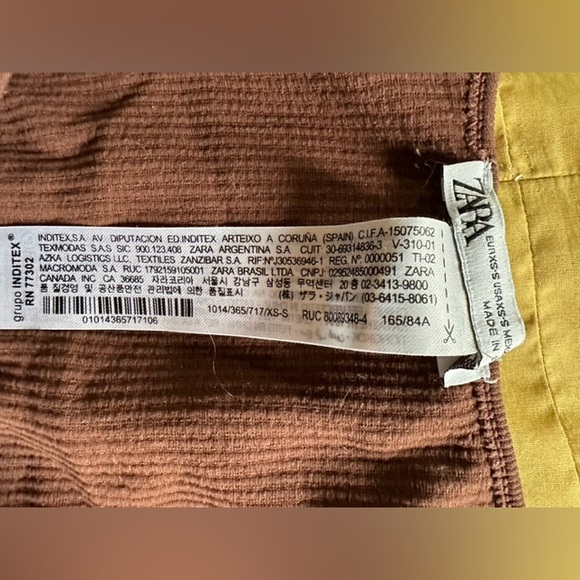 grupo INDITEX®
RN 77302
INDITEX,S.A. AV. DIPUTACION ED.INDITEX ARTEIXO A CORUÑA (SPAIN) C.I.F.A-15075062
TEXMODAS S.A.S. SIC 900.123.408 ZARA ARGENTINA S.A CUIT 30-69314836-3 V-310-01
AZKA LOGISTICS LLC. TEXTILES ZANZIBAR S.A. RIF:Nº:J30536946-1 REG. Nº 0000051 TI-02
MACROMODA S.A. RUC 1792159105001 ZARA BRASIL LTDA. CNPJ: 02952485000491 ZARA
CANADA INC CA 36685 자라코리아 서울시 강남구 삼성동 무역센터 20 층 02-3413-9800
품질경영 및 공산품안전 관리법에 의한 품질표시 (株) ザラ・ジャパン (03-6415-8061)
01014365717106
1014/365/717/XS-S
RUC 80089348-4
165/84A
ZARA
EUR XS-S USA XS-S MEX
MADE IN